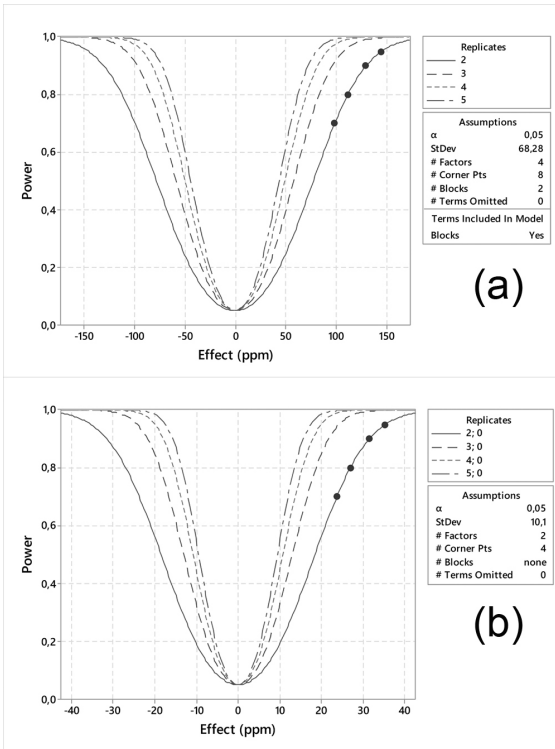 1,0
0,8
0,6
0,4
0,2
0,0
Power
-150 -100 -50 0 50 100 150
Effect (ppm)
Replicates
2
3
4
5
Assumptions
α 0,05
StDev 68,28
# Factors 4
# Corner Pts 8
# Blocks 2
# Terms Omitted 0
Terms Included In Model
Blocks Yes
(a)
1,0
0,8
0,6
0,4
0,2
0,0
Power
-40 -30 -20 -10 0 10 20 30 40
Effect (ppm)
Replicates
2; 0
3; 0
4; 0
5; 0
Assumptions
α 0,05
StDev 10,1
# Factors 2
# Corner Pts 4
# Blocks none
# Terms Omitted 0
(b)